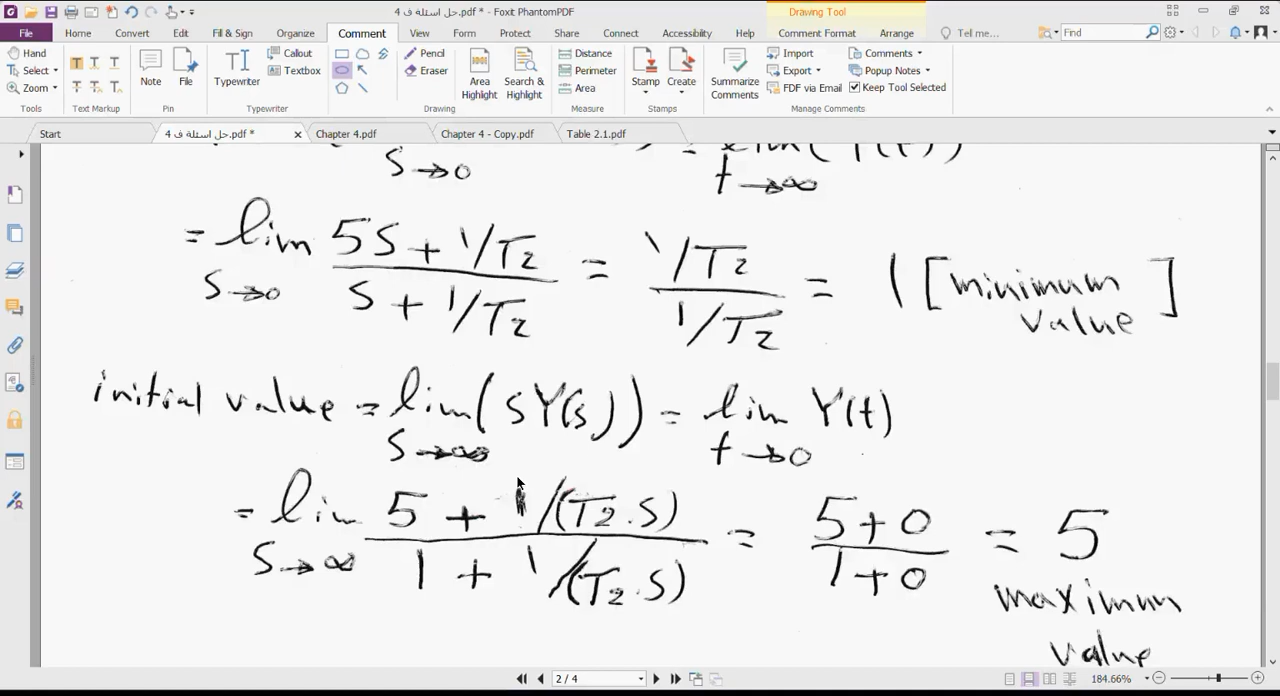 حل اسئلة ف 4.pdf * - Foxit PhantomPDF
Drawing Tool
File Home Convert Edit Fill & Sign Organize Comment View Form Protect Share Connect Accessibility Help Comment Format Arrange Tell me... Find
Hand
Select
Zoom
Tools
T T T
T T T
Text Markup
Note File
Pin
Typewriter
Callout
Textbox
Typewriter
Pencil
Eraser
Area Highlight
Search & Highlight
Drawing
Distance
Perimeter
Area
Measure
Stamp Create
Stamps
Summarize Comments
Import
Export
FDF via Email
Comments
Popup Notes
Keep Tool Selected
Manage Comments
Start حل اسئلة ف 4.pdf * Chapter 4.pdf Chapter 4 - Copy.pdf Table 2.1.pdf
S→0 t→∞
= lim 5S + 1/T2 / S + 1/T2 = 1/T2 / 1/T2 = 1 [minimum value]
S→0
initial value = lim (SY(s)) = lim Y(t)
S→∞ t→0
= lim 5 + 1/(T2.S) / 1 + 1/(T2.S) = 5+0 / 1+0 = 5
S→∞
maximum
value
2 / 4 184.66%